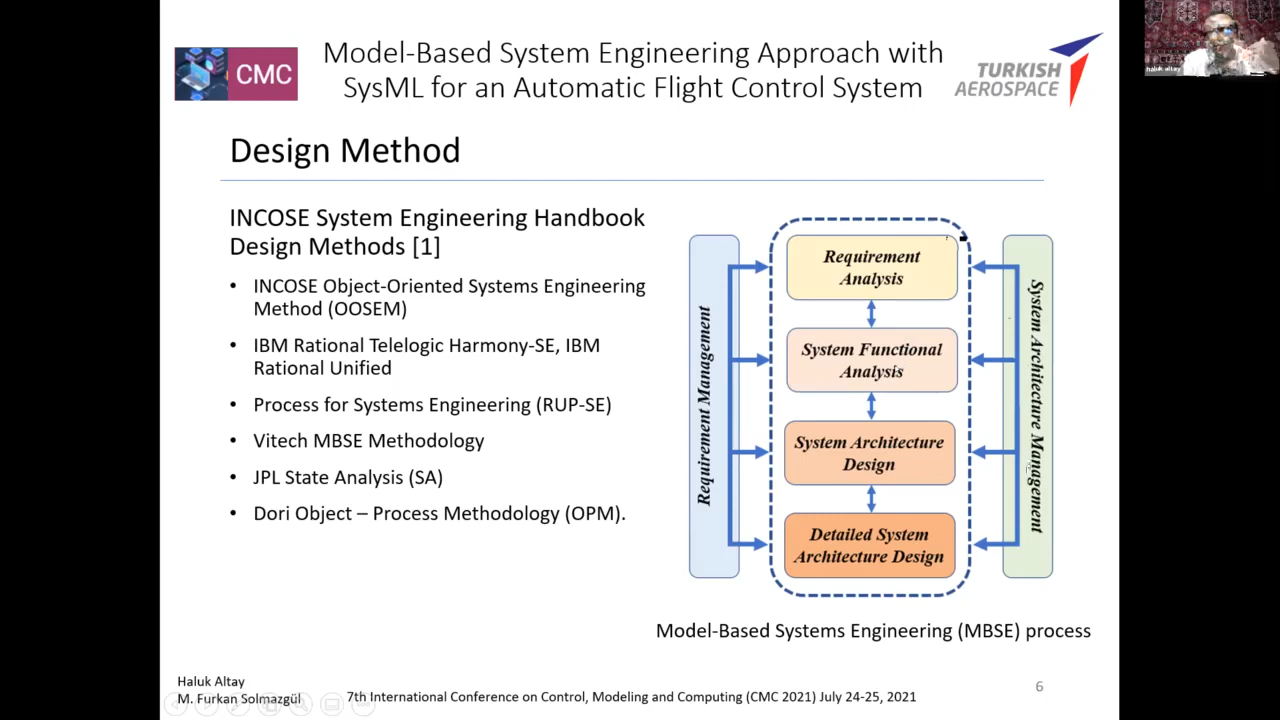 CMC
Model-Based System Engineering Approach with
SysML for an Automatic Flight Control System
TURKISH
AEROSPACE
haluk altay
Design Method
INCOSE System Engineering Handbook
Design Methods [1]
• INCOSE Object-Oriented Systems Engineering
Method (OOSEM)
• IBM Rational Telelogic Harmony-SE, IBM
Rational Unified
• Process for Systems Engineering (RUP-SE)
• Vitech MBSE Methodology
• JPL State Analysis (SA)
• Dori Object – Process Methodology (OPM).
Requirement Management
Requirement
Analysis
System Functional
Analysis
System Architecture
Design
Detailed System
Architecture Design
System Architecture Management
Model-Based Systems Engineering (MBSE) process
Haluk Altay
M. Furkan Solmazgül
7th International Conference on Control, Modeling and Computing (CMC 2021) July 24-25, 2021
6